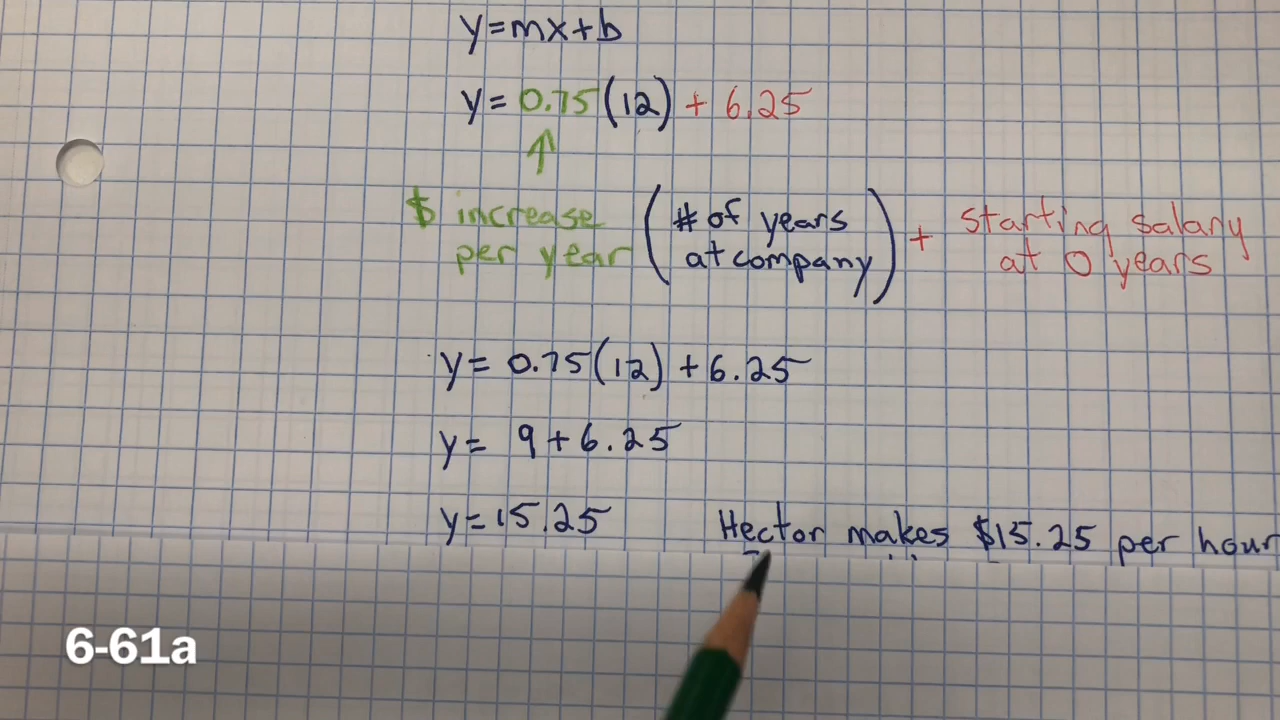 y=mx+b
y= 0.75(12) + 6.25
↑
$ increase (# of years + starting salary
per year at company) at 0 years
y= 0.75(12) +6.25
y= 9+6.25
y=15.25 Hector makes $15.25 per hour
6-61a